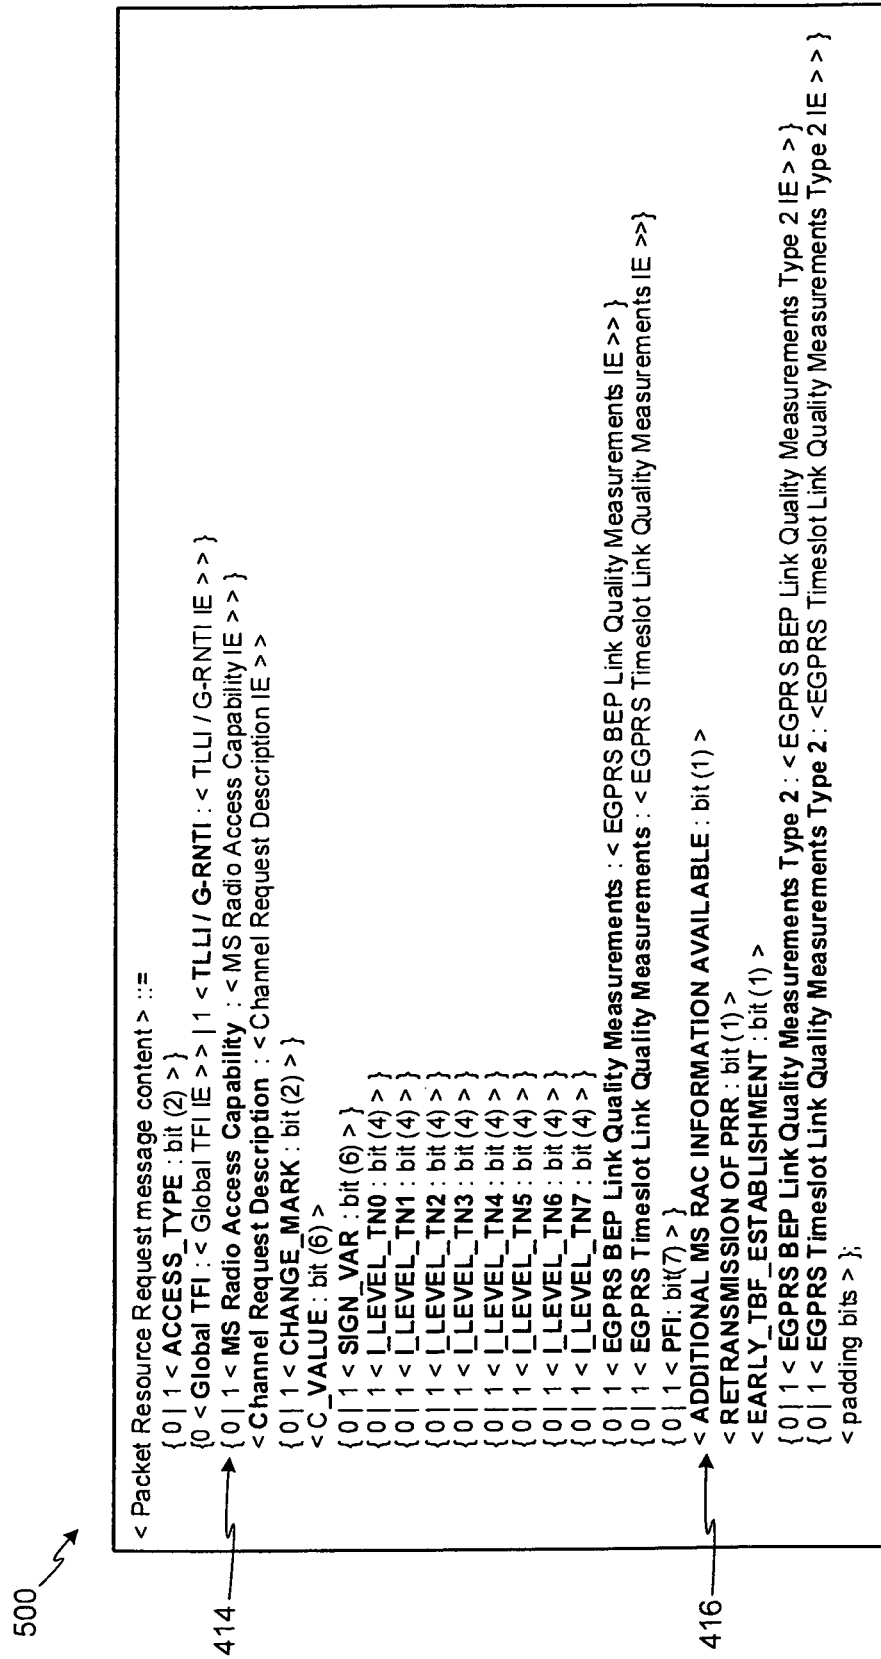 500
< Packet Resource Request message content > ::=
{ 0 | 1 < ACCESS_TYPE : bit (2) > }
{0 < Global TFI : < Global TFI IE > > | 1 < TLLI / G-RNTI : < TLLI / G-RNTI IE > > }
414
{ 0 | 1 < MS Radio Access Capability : < MS Radio Access Capability IE > > }
< Channel Request Description : < Channel Request Description IE > >
{ 0 | 1 < CHANGE_MARK : bit (2) > }
< C_VALUE : bit (6) >
{ 0 | 1 < SIGN_VAR : bit (6) > }
{ 0 | 1 < I_LEVEL_TN0 : bit (4) > }
{ 0 | 1 < I_LEVEL_TN1 : bit (4) > }
{ 0 | 1 < I_LEVEL_TN2 : bit (4) > }
{ 0 | 1 < I_LEVEL_TN3 : bit (4) > }
{ 0 | 1 < I_LEVEL_TN4 : bit (4) > }
{ 0 | 1 < I_LEVEL_TN5 : bit (4) > }
{ 0 | 1 < I_LEVEL_TN6 : bit (4) > }
{ 0 | 1 < I_LEVEL_TN7 : bit (4) > }
{ 0 | 1 < EGPRS BEP Link Quality Measurements : < EGPRS BEP Link Quality Measurements IE > > }
{ 0 | 1 < EGPRS Timeslot Link Quality Measurements : < EGPRS Timeslot Link Quality Measurements IE >>}
{ 0 | 1 < PFI: bit(7) > }
416
< ADDITIONAL MS RAC INFORMATION AVAILABLE : bit (1) >
< RETRANSMISSION OF PRR : bit (1) >
< EARLY_TBF_ESTABLISHMENT : bit (1) >
{ 0 | 1 < EGPRS BEP Link Quality Measurements Type 2 : < EGPRS BEP Link Quality Measurements Type 2 IE > > }
{ 0 | 1 < EGPRS Timeslot Link Quality Measurements Type 2 : <EGPRS Timeslot Link Quality Measurements Type 2 IE > > }
< padding bits > };